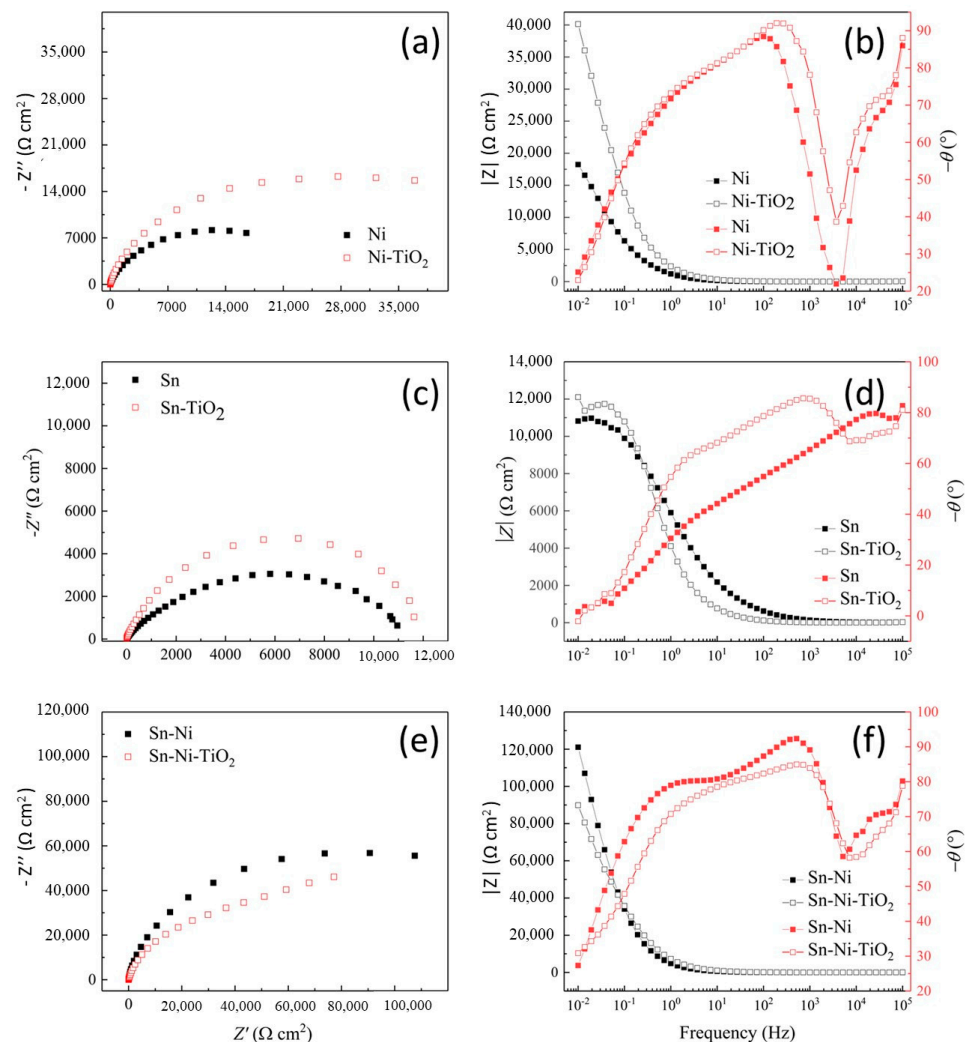 (a)
- Z′′ (Ω cm²)
35,000
28,000
21,000
14,000
7000
0
Ni
Ni-TiO₂
0 7000 14,000 21,000 28,000 35,000
(b)
|Z| (Ω cm²)
40,000
35,000
30,000
25,000
20,000
15,000
10,000
5,000
0
Ni
Ni-TiO₂
Ni
Ni-TiO₂
90
80
70
60
50
40
30
20
-θ(°)
10⁻² 10⁻¹ 10⁰ 10¹ 10² 10³ 10⁴ 10⁵
(c)
-Z′′ (Ω cm²)
12,000
10,000
8000
6000
4000
2000
0
Sn
Sn-TiO₂
0 2000 4000 6000 8000 10,000 12,000
(d)
|Z| (Ω cm²)
14,000
12,000
10,000
8000
6000
4000
2000
0
Sn
Sn-TiO₂
Sn
Sn-TiO₂
100
80
60
40
20
0
-θ(°)
10⁻² 10⁻¹ 10⁰ 10¹ 10² 10³ 10⁴ 10⁵
(e)
- Z′′ (Ω cm²)
120,000
100,000
80,000
60,000
40,000
20,000
0
Sn-Ni
Sn-Ni-TiO₂
0 20,000 40,000 60,000 80,000 100,000
Z′ (Ω cm²)
(f)
|Z| (Ω cm²)
140,000
120,000
100,000
80,000
60,000
40,000
20,000
0
Sn-Ni
Sn-Ni-TiO₂
Sn-Ni
Sn-Ni-TiO₂
100
90
80
70
60
50
40
30
20
-θ(°)
10⁻² 10⁻¹ 10⁰ 10¹ 10² 10³ 10⁴ 10⁵
Frequency (Hz)